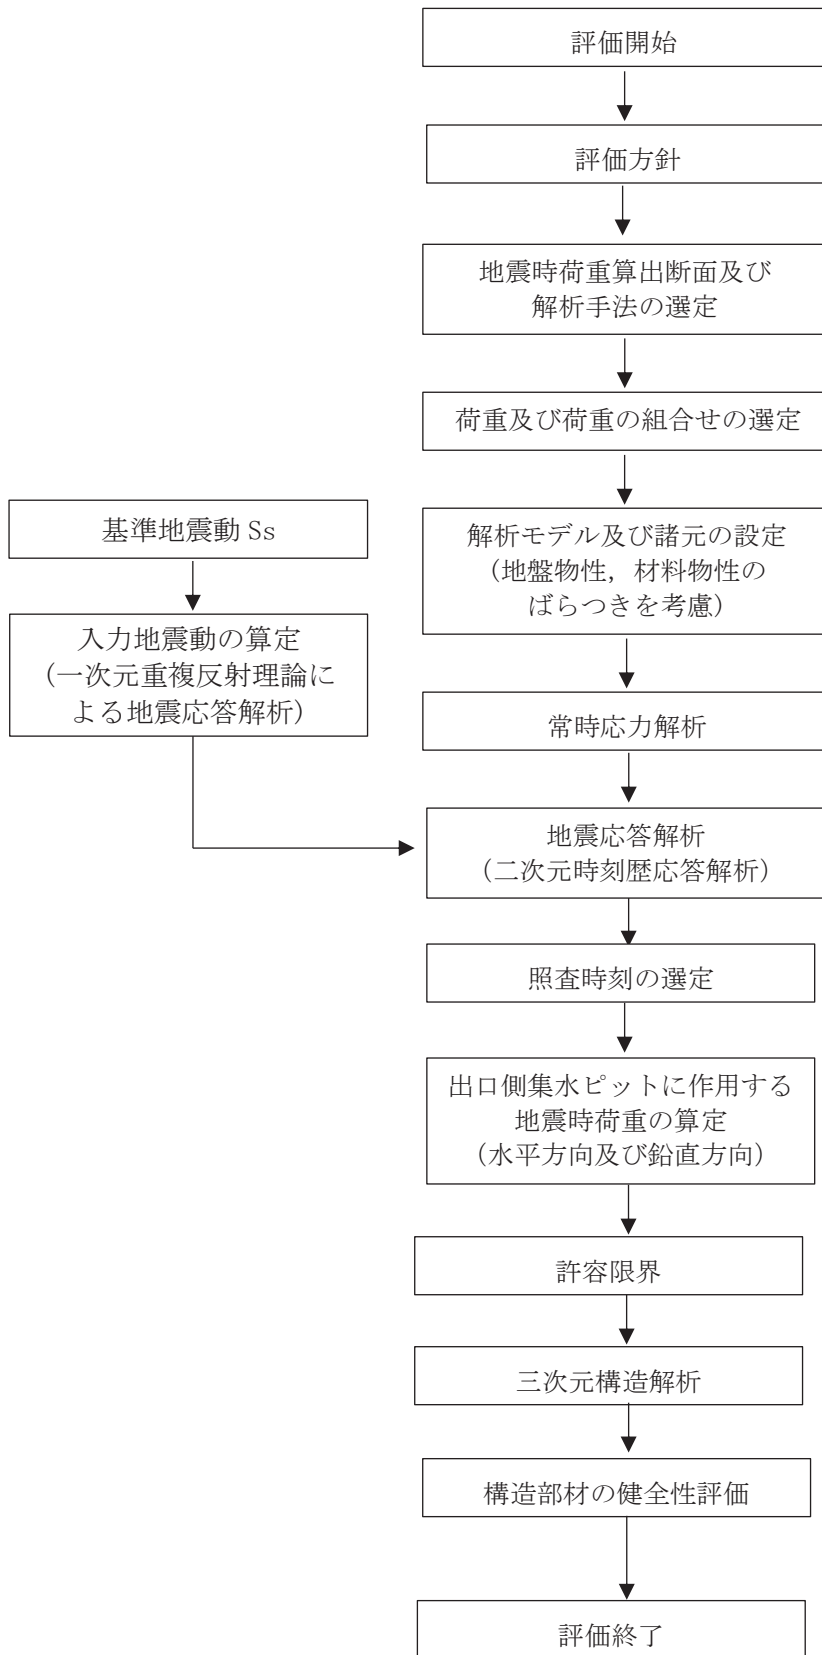 評価開始
評価方針
地震時荷重算出断面及び
解析手法の選定
荷重及び荷重の組合せの選定
基準地震動 Ss
入力地震動の算定
（一次元重複反射理論に
よる地震応答解析）
解析モデル及び諸元の設定
（地盤物性，材料物性の
ばらつきを考慮）
常時応力解析
地震応答解析
（二次元時刻歴応答解析）
照査時刻の選定
出口側集水ピットに作用する
地震時荷重の算定
（水平方向及び鉛直方向）
許容限界
三次元構造解析
構造部材の健全性評価
評価終了